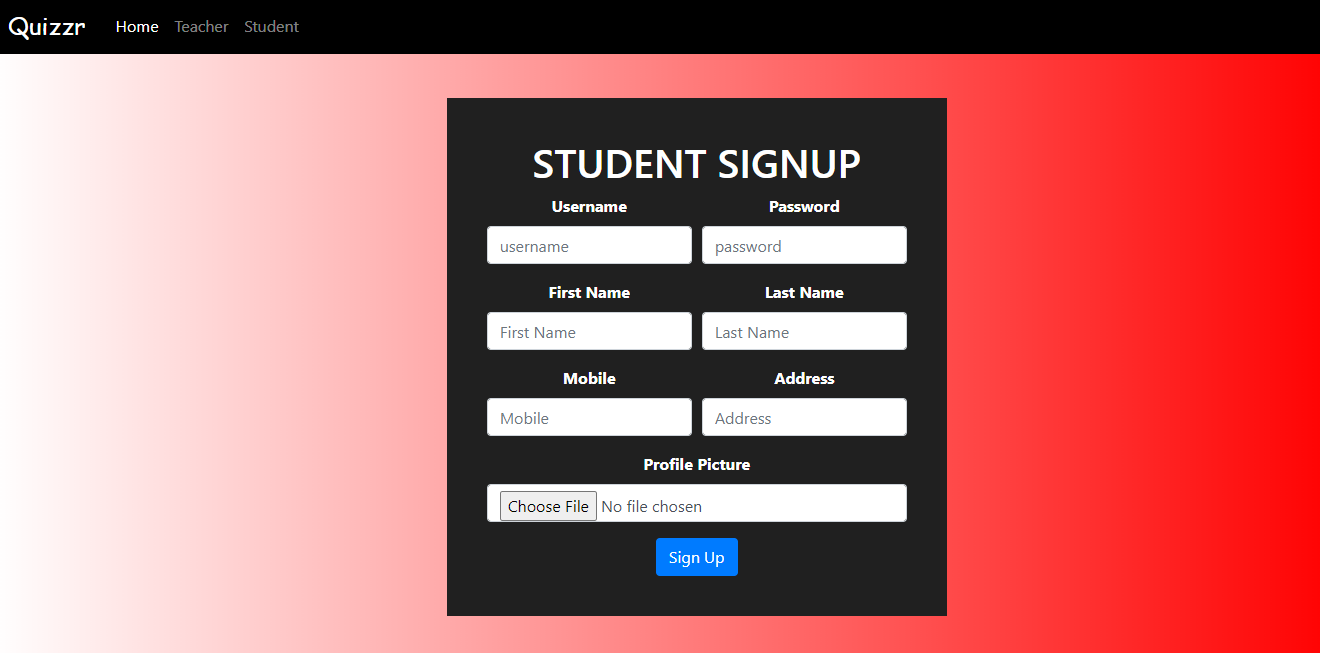 Quizzr Home Teacher Student
STUDENT SIGNUP
Username Password
username password
First Name Last Name
First Name Last Name
Mobile Address
Mobile Address
Profile Picture
Choose File No file chosen
Sign Up